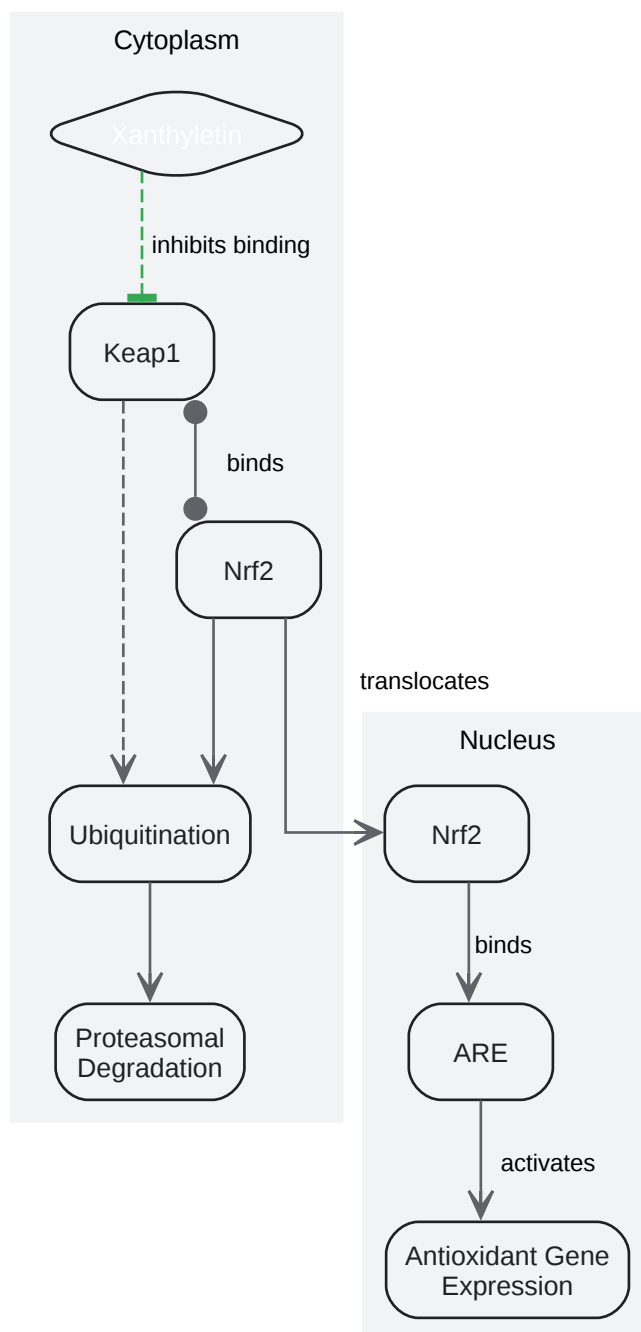 Cytoplasm
Xanthyletin
inhibits binding
Keap1
binds
Nrf2
translocates
Nucleus
Ubiquitination
Nrf2
binds
Proteasomal
Degradation
ARE
activates
Antioxidant Gene
Expression